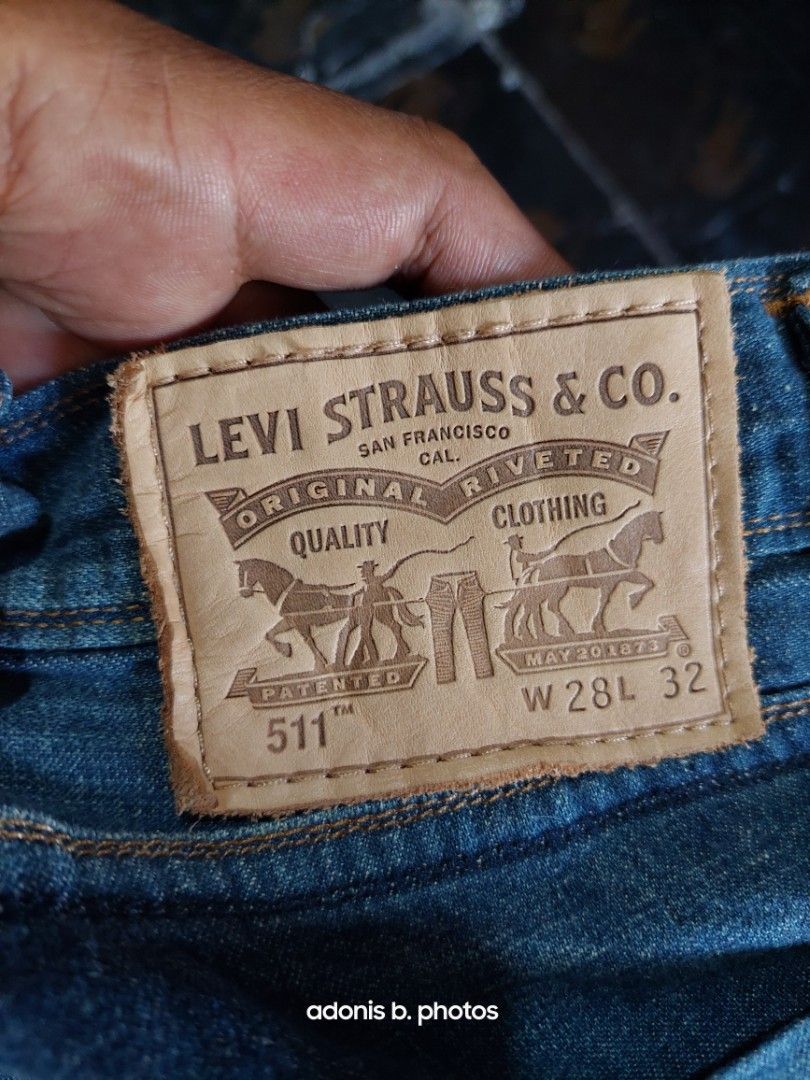 LEVI STRAUSS & CO.
SAN FRANCISCO
CAL.
ORIGINAL RIVETED
QUALITY CLOTHING
PATENTED MAY 20 1873 ®
511™ W 28 L 32
adonis b. photos